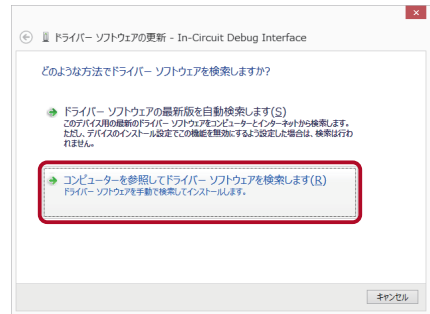 ドライバー ソフトウェアの更新 - In-Circuit Debug Interface
どのような方法でドライバー ソフトウェアを検索しますか?
ドライバー ソフトウェアの最新版を自動検索します(S)
このデバイス用の最新のドライバー ソフトウェアをコンピューターとインターネットから検索します。
ただし、デバイスのインストール設定でこの機能を無効にするよう設定した場合は、検索は行わ
れません。
コンピューターを参照してドライバー ソフトウェアを検索します(R)
ドライバー ソフトウェアを手動で検索してインストールします。
キャンセル